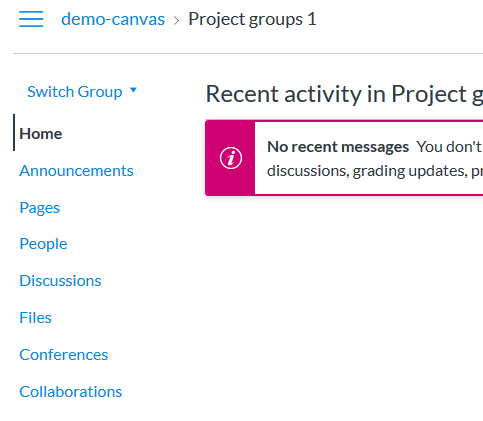 demo-canvas > Project groups 1
Switch Group
Recent activity in Project g
Home
No recent messages You don't
discussions, grading updates, pr
Announcements
Pages
People
Discussions
Files
Conferences
Collaborations